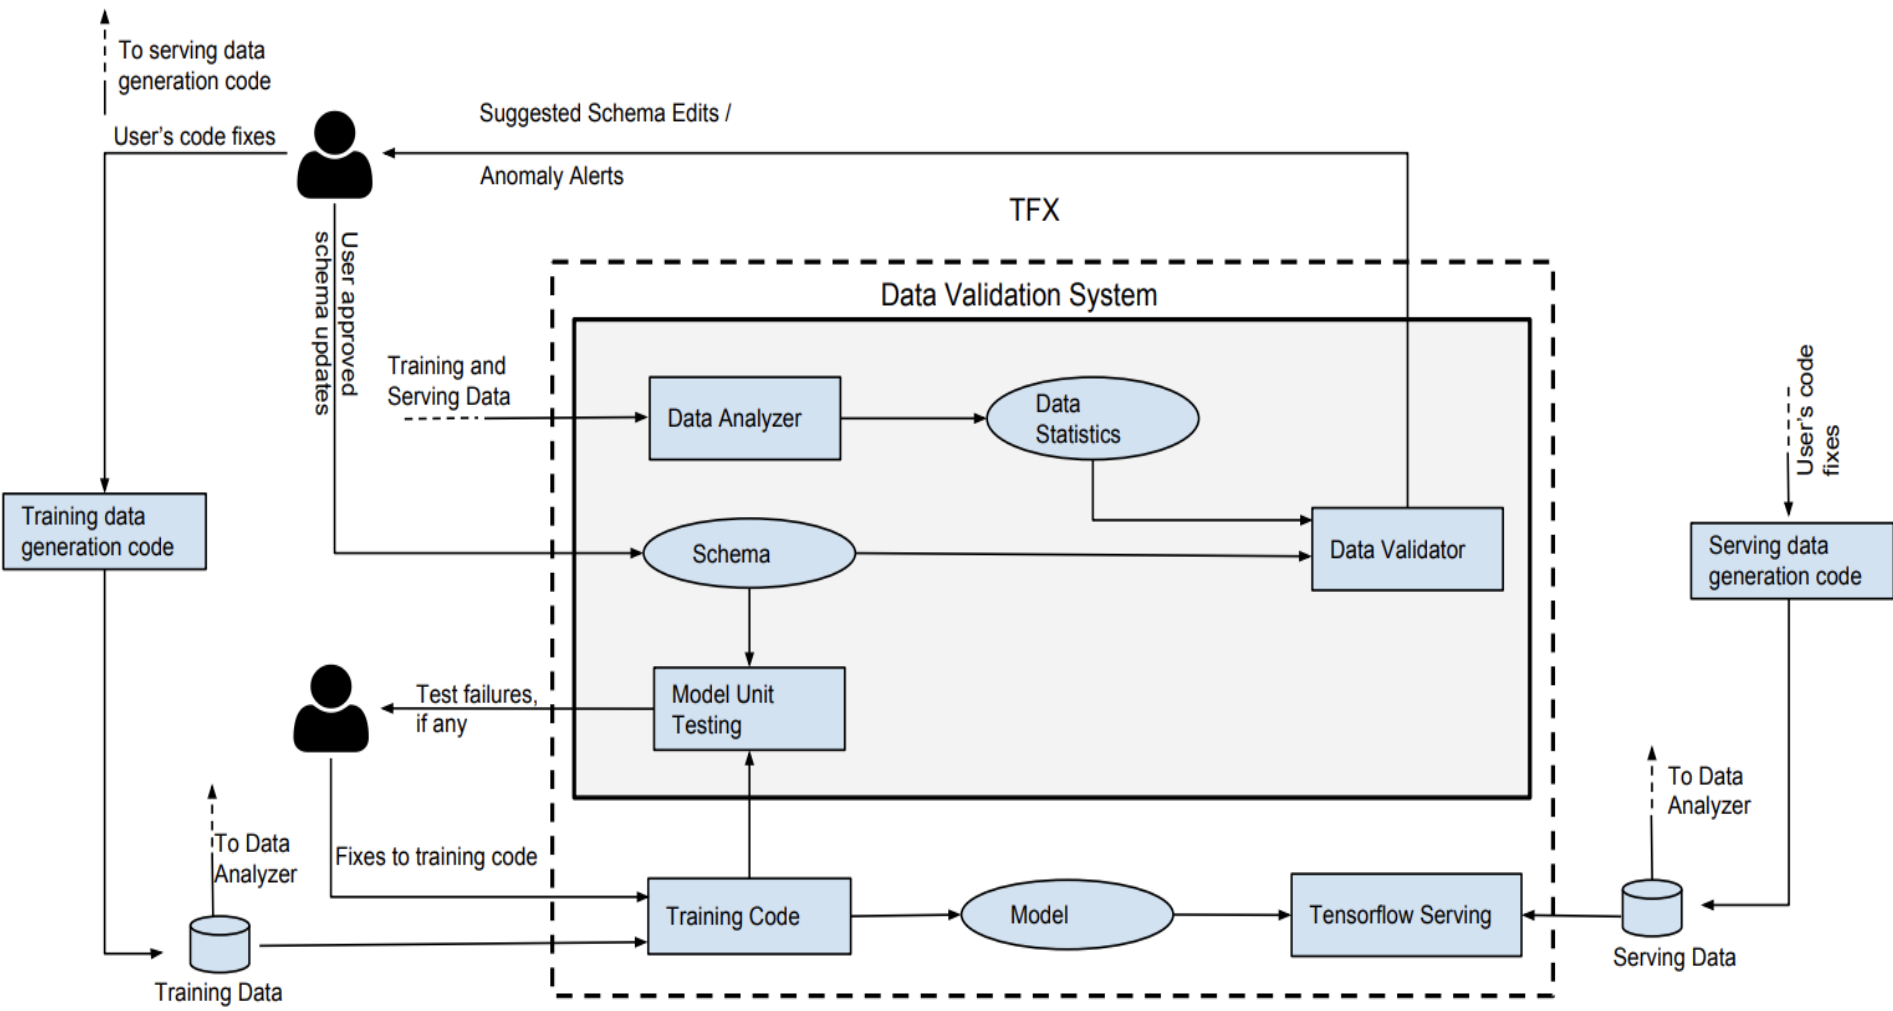 To serving data
generation code
User's code fixes
Suggested Schema Edits /
Anomaly Alerts
TFX
User approved
schema updates
Data Validation System
Training and
Serving Data
Data Analyzer
Data
Statistics
User's code
fixes
Training data
generation code
Schema
Data Validator
Serving data
generation code
Test failures,
if any
Model Unit
Testing
To Data
Analyzer
To Data
Analyzer
Fixes to training code
Training Code
Model
Tensorflow Serving
Serving Data
Training Data